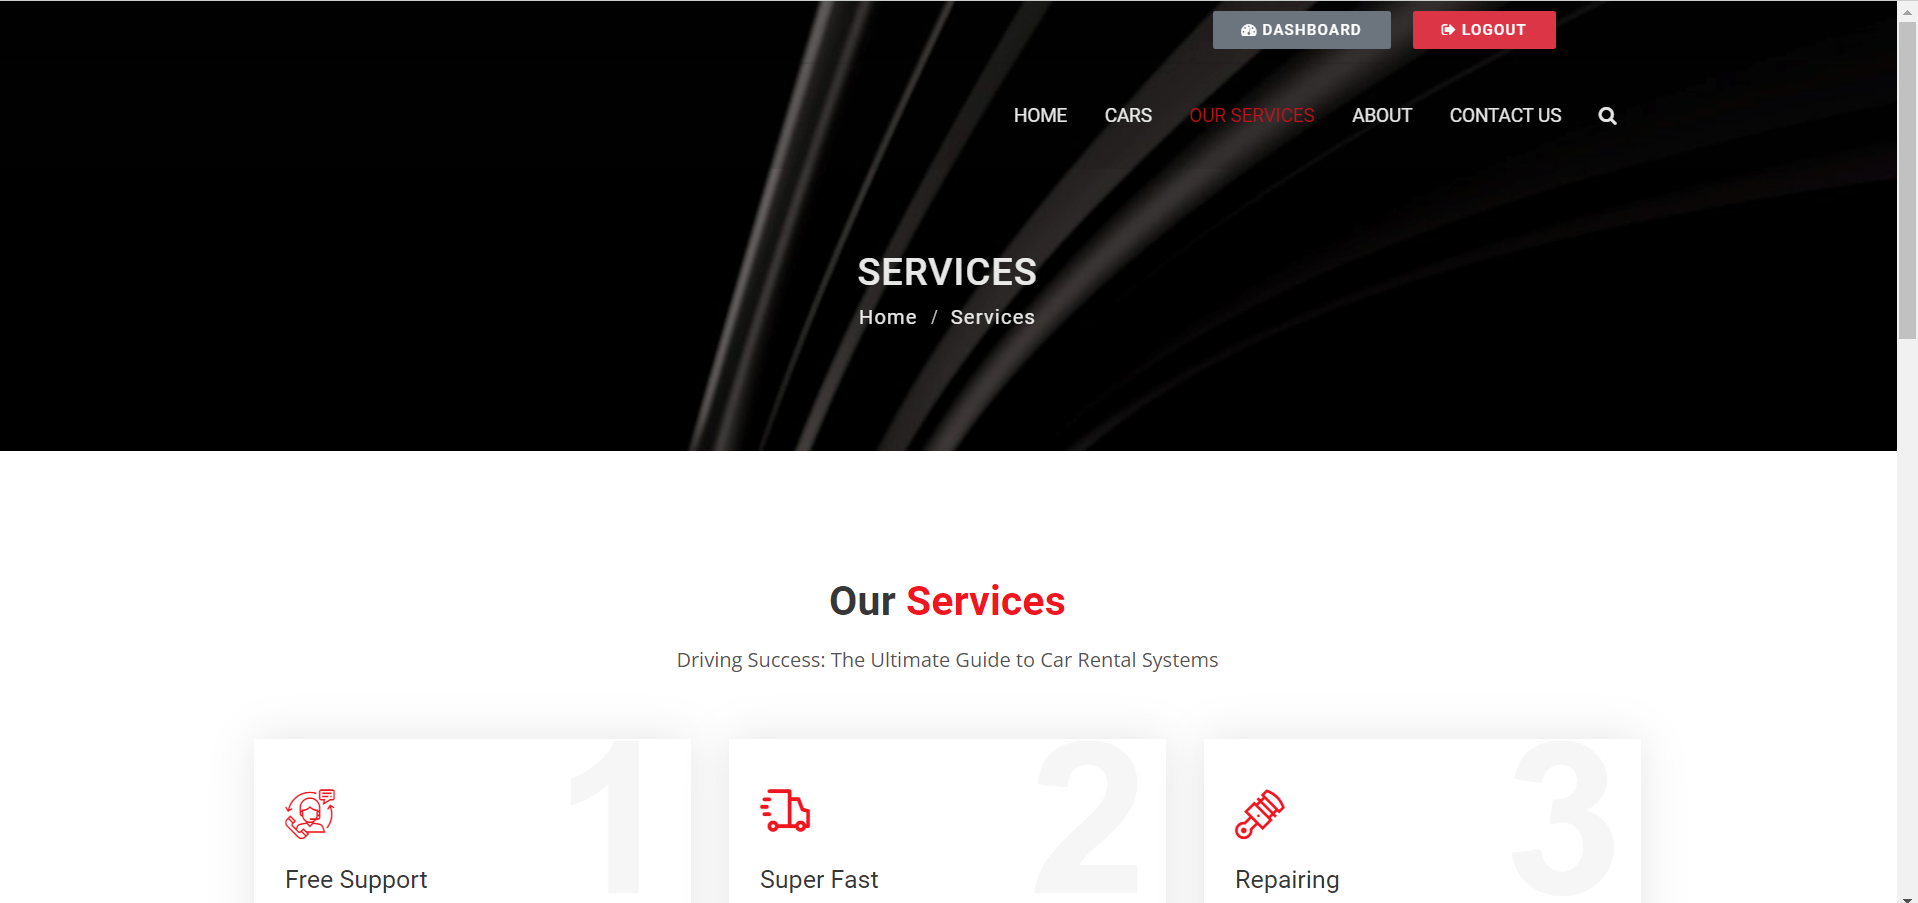 DASHBOARD LOGOUT
HOME CARS OUR SERVICES ABOUT CONTACT US
SERVICES
Home / Services
Our Services
Driving Success: The Ultimate Guide to Car Rental Systems
1 2 3
Free Support Super Fast Repairing